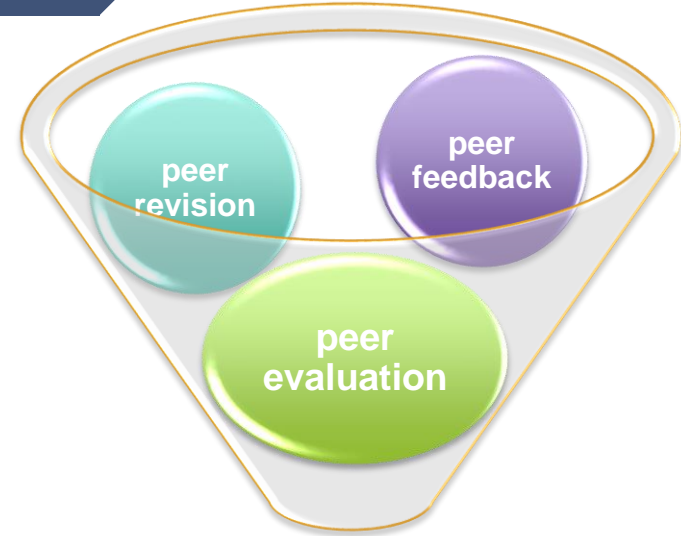 peer
revision
peer
feedback
peer
evaluation